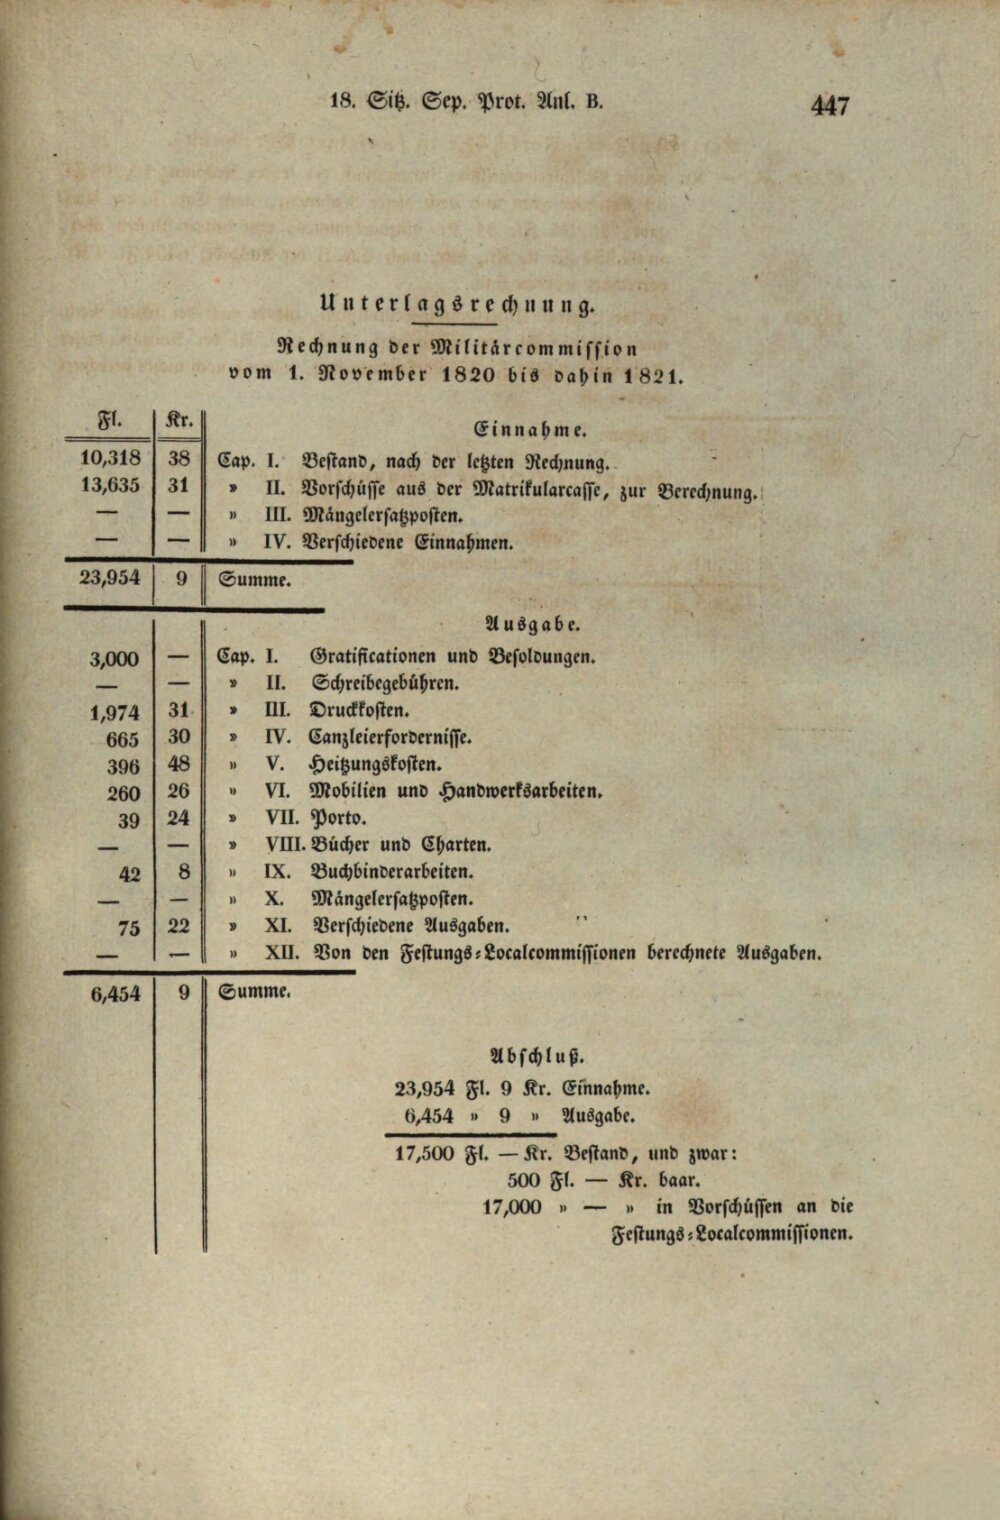 18. Sitz. Sep. Prot. Anl. B. 447
Unterlagsrechnung.
Rechnung der Militärcommission
vom 1. November 1820 bis dahin 1821.
Fl. Kr. Einnahme.
10,318 38 Cap. I. Bestand, nach der letzten Rechnung.
13,635 31 » II. Vorschüsse aus der Matrikularcasse, zur Berechnung.
— — » III. Mängelersatzposten.
— — » IV. Verschiedene Einnahmen.
23,954 9 Summe.
Ausgabe.
3,000 — Cap. I. Gratificationen und Besoldungen.
— — » II. Schreibegebühren.
1,974 31 » III. Druckkosten.
665 30 » IV. Canzleierfordernisse.
396 48 » V. Heitzungskosten.
260 26 » VI. Mobilien und Handwerksarbeiten.
39 24 » VII. Porto.
— — » VIII. Bücher und Charten.
42 8 » IX. Buchbinderarbeiten.
— — » X. Mängelersatzposten.
75 22 » XI. Verschiedene Ausgaben.
— — » XII. Von den Festungs-Localcommissionen berechnete Ausgaben.
6,454 9 Summe.
Abschluß.
23,954 Fl. 9 Kr. Einnahme.
6,454 » 9 » Ausgabe.
17,500 Fl. — Kr. Bestand, und zwar:
500 Fl. — Kr. baar.
17,000 » — » in Vorschüssen an die
Festungs-Localcommissionen.